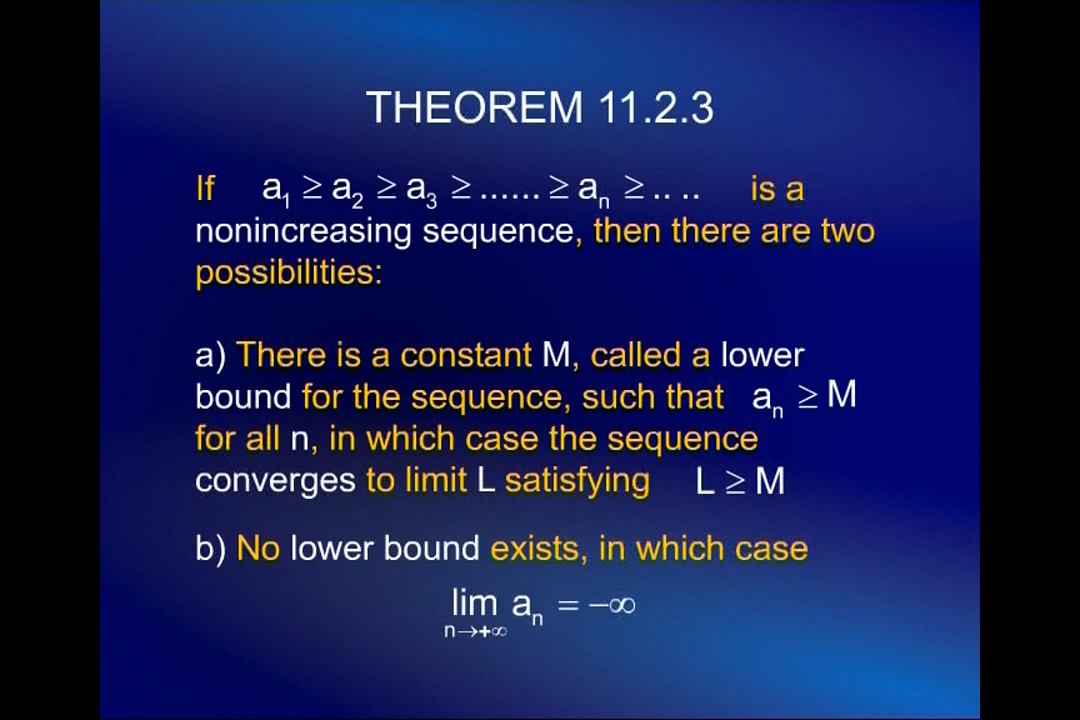 THEOREM 11.2.3
If a₁ ≥ a₂ ≥ a₃ ≥ ...... ≥ aₙ ≥ .. .. is a
nonincreasing sequence, then there are two
possibilities:
a) There is a constant M, called a lower
bound for the sequence, such that aₙ ≥ M
for all n, in which case the sequence
converges to limit L satisfying L ≥ M
b) No lower bound exists, in which case
lim aₙ = −∞
n→+∞